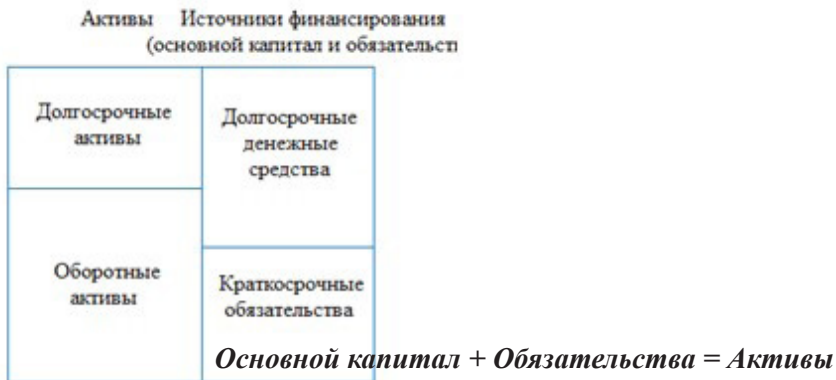 Активы Источники финансирования
(основной капитал и обязательст
Долгосрочные
активы
Долгосрочные
денежные
средства
Оборотные
активы
Краткосрочные
обязательства
Основной капитал + Обязательства = Активы